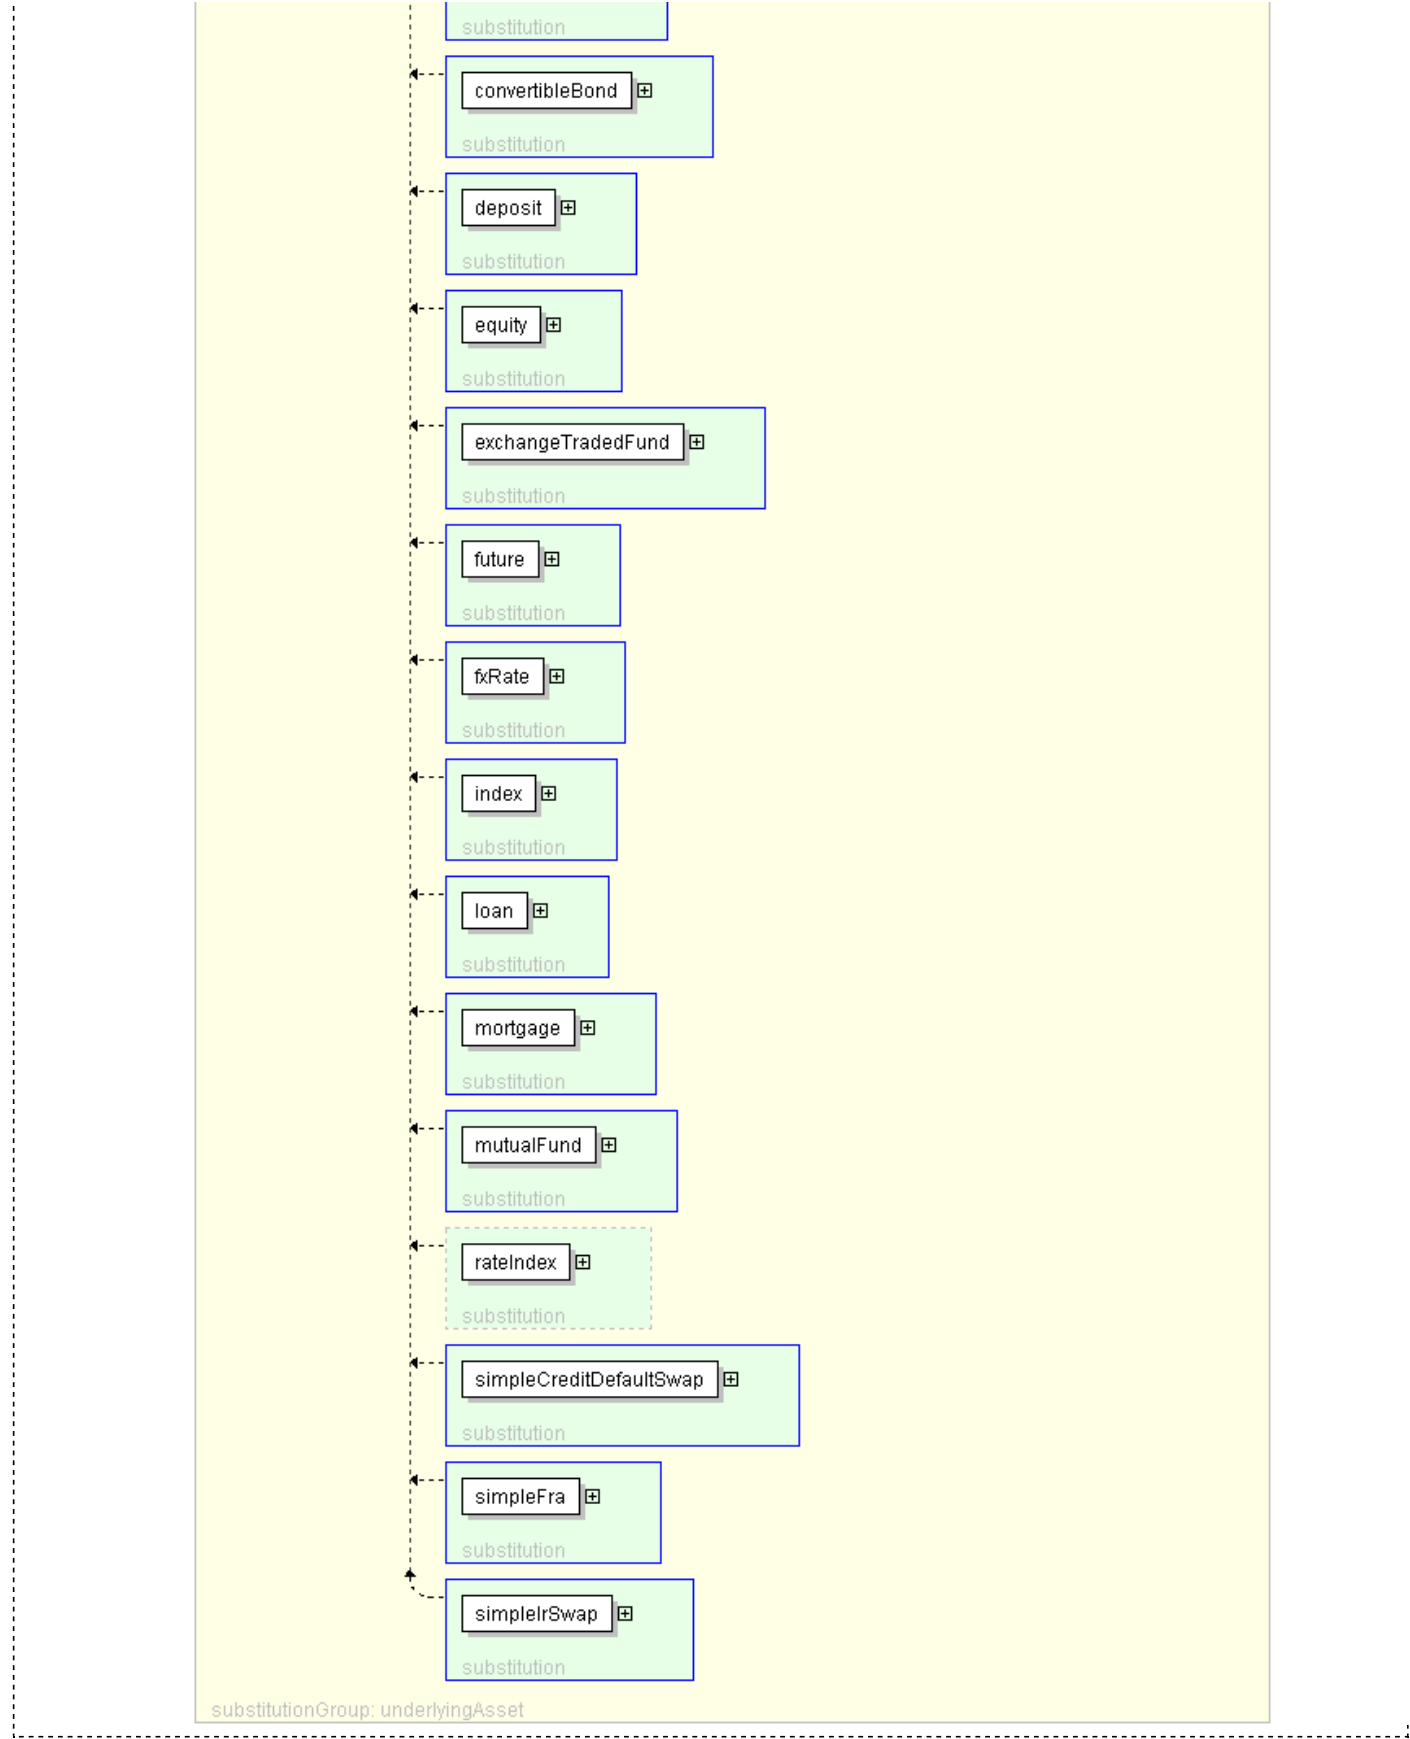 substitution
convertibleBond
substitution
deposit
substitution
equity
substitution
exchangeTradedFund
substitution
future
substitution
fxRate
substitution
index
substitution
loan
substitution
mortgage
substitution
mutualFund
substitution
rateIndex
substitution
simpleCreditDefaultSwap
substitution
simpleFra
substitution
simpleIrSwap
substitution
substitutionGroup: underlyingAsset